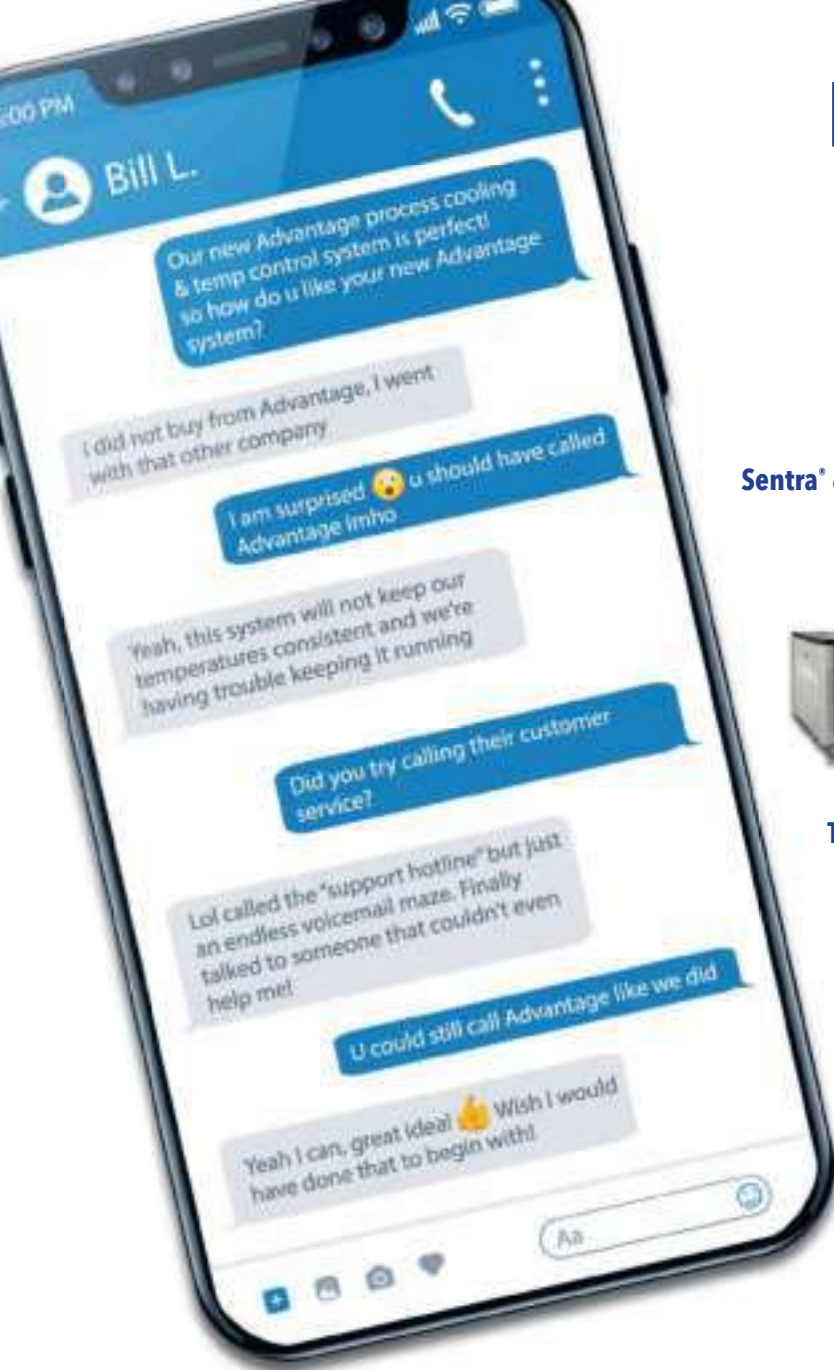 :00 PM
Bill L.
Our new Advantage process cooling
& temp control system is perfect!
so how do u like your new Advantage
system?
I did not buy from Advantage, I went
with that other company
I am surprised 😮 u should have called
Advantage imho
Yeah, this system will not keep our
temperatures consistent and we're
having trouble keeping it running
Did you try calling their customer
service?
Lol called the "support hotline" but just
an endless voicemail maze. Finally
talked to someone that couldn't even
help me!
U could still call Advantage like we did
Yeah I can, great idea! 👍 Wish I would
have done that to begin with!
Aa
Sentra®